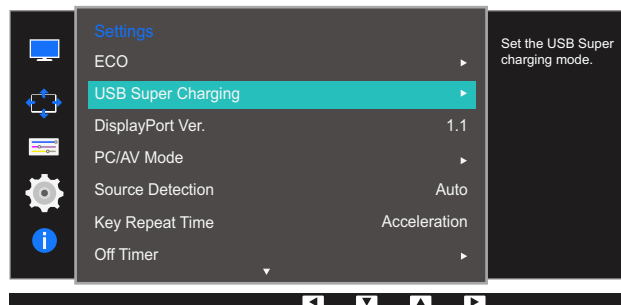 Settings
ECO
USB Super Charging
DisplayPort Ver. 1.1
PC/AV Mode
Source Detection Auto
Key Repeat Time Acceleration
Off Timer
Set the USB Super
charging mode.